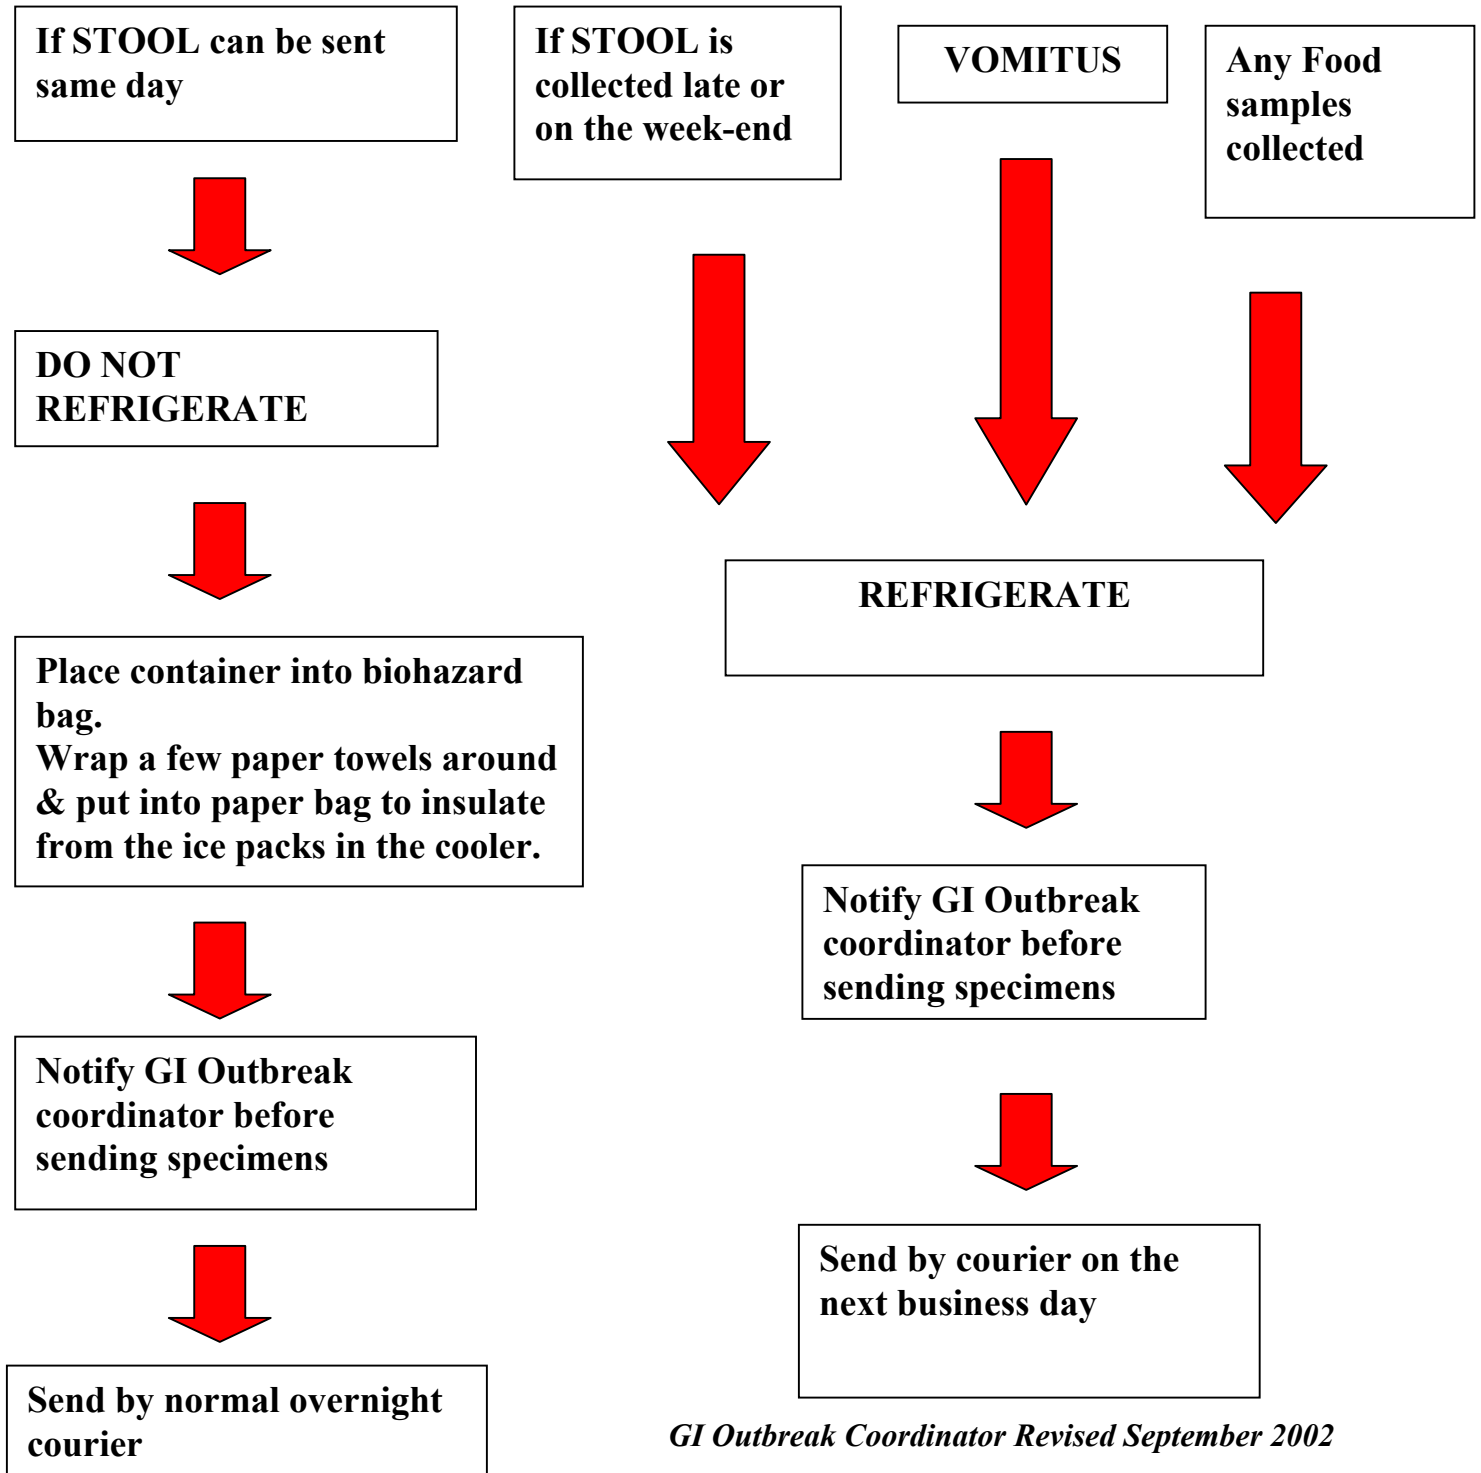 If STOOL can be sent
same day
If STOOL is
collected late or
on the week-end
VOMITUS
Any Food
samples
collected
DO NOT
REFRIGERATE
REFRIGERATE
Place container into biohazard
bag.
Wrap a few paper towels around
& put into paper bag to insulate
from the ice packs in the cooler.
Notify GI Outbreak
coordinator before
sending specimens
Notify GI Outbreak
coordinator before
sending specimens
Send by courier on the
next business day
Send by normal overnight
courier
GI Outbreak Coordinator Revised September 2002